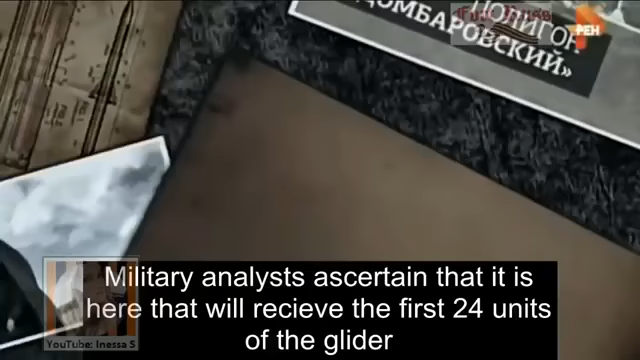 ПОЛИГОН
ДОМБАРОВСКИЙ»
РЕН
Military analysts ascertain that it is
here that will recieve the first 24 units
of the glider
YouTube: Inessa S